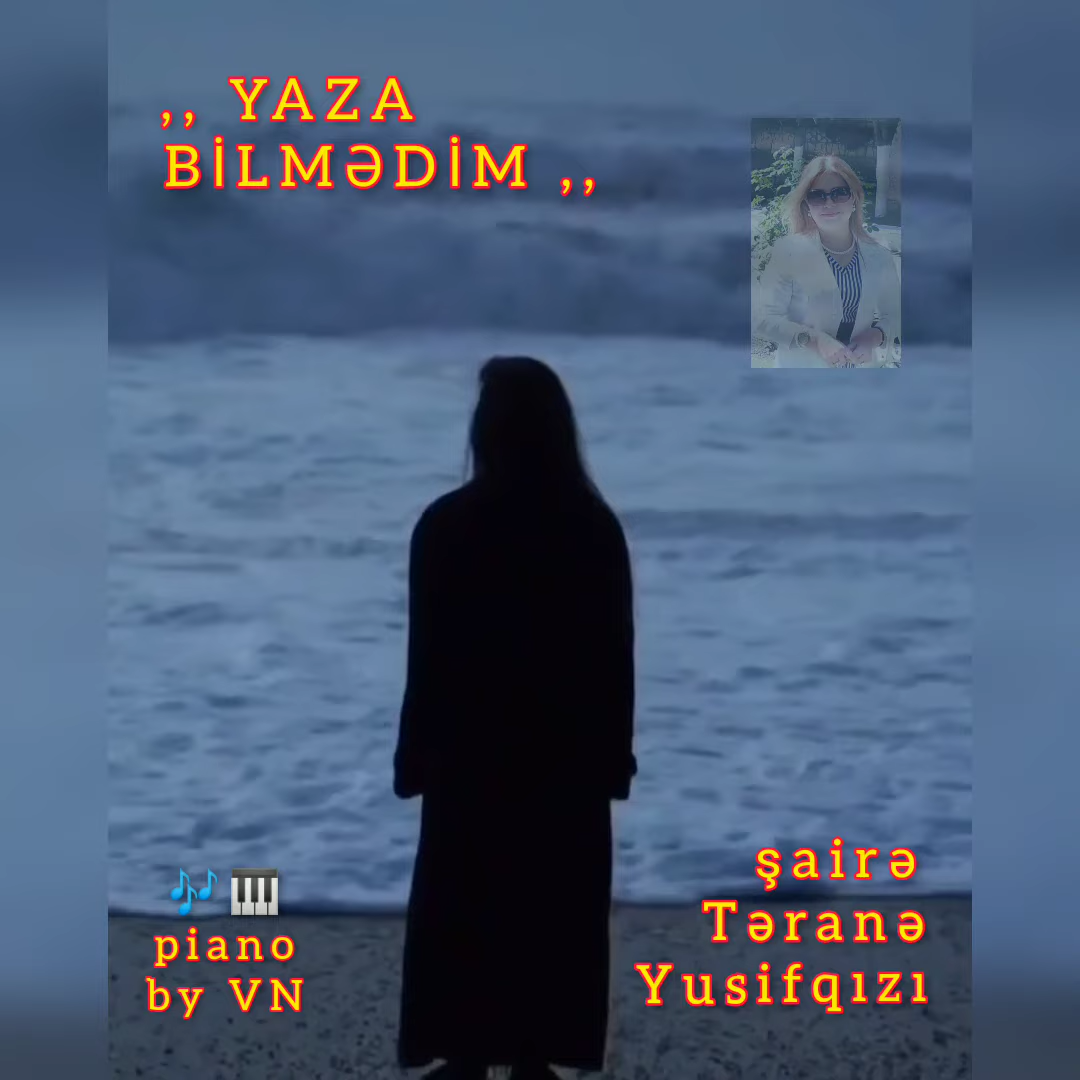 ,, YAZA
BİLMƏDİM ,,
🎶 🎹
piano
by VN
şairə
Təranə
Yusifqızı